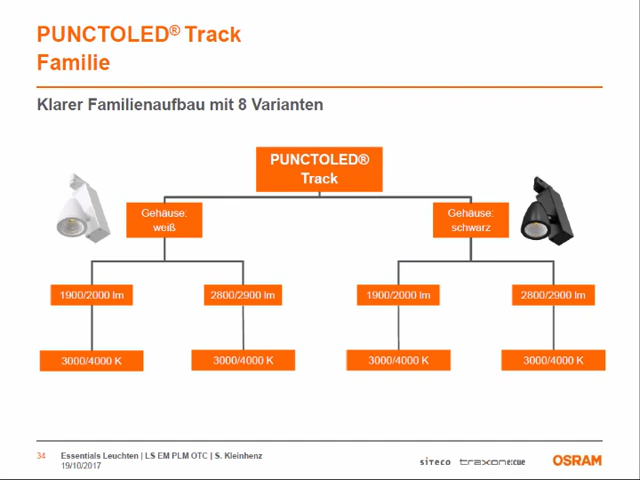 PUNCTOLED® Track
Familie
Klarer Familienaufbau mit 8 Varianten
PUNCTOLED®
Track
Gehäuse:
weiß
Gehäuse:
schwarz
1900/2000 lm
2800/2900 lm
1900/2000 lm
2800/2900 lm
3000/4000 K
3000/4000 K
3000/4000 K
3000/4000 K
34 Essentials Leuchten | LS EM PLM OTC | S. Kleinhenz
19/10/2017
siteco traxon e:cue OSRAM